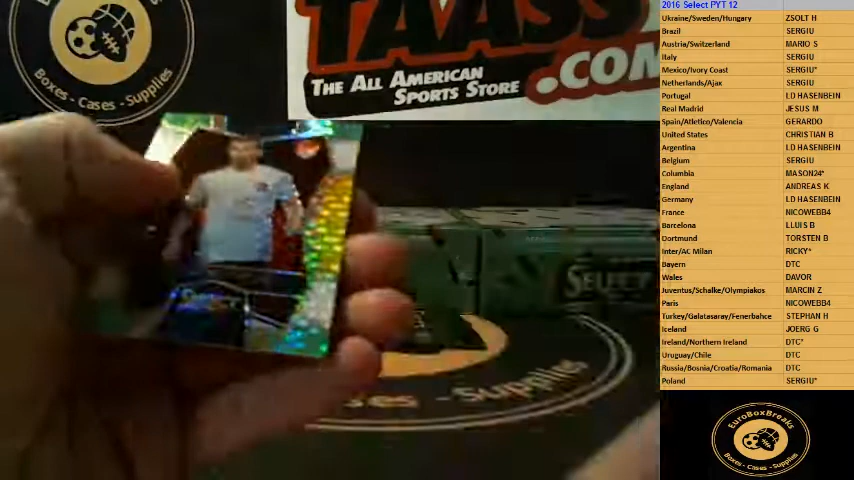 Boxes - Cases - Supplies
TAASS
THE ALL AMERICAN
SPORTS STORE
.COM
SELECT
- Supplies
2016 Select PYT 12
Ukraine/Sweden/Hungary ZSOLT H
Brazil SERGIU
Austria/Switzerland MARIO S
Italy SERGIU
Mexico/Ivory Coast SERGIU*
Netherlands/Ajax SERGIU
Portugal LD HASENBEIN
Real Madrid JESUS M
Spain/Atletico/Valencia GERARDO
United States CHRISTIAN B
Argentina LD HASENBEIN
Belgium SERGIU
Columbia MASON24*
England ANDREAS K
Germany LD HASENBEIN
France NICOWEBB4
Barcelona LLUIS B
Dortmund TORSTEN B
Inter/AC Milan RICKY*
Bayern DTC
Wales DAVOR
Juventus/Schalke/Olympiakos MARCIN Z
Paris NICOWEBB4
Turkey/Galatasaray/Fenerbahce STEPHAN H
Iceland JOERG G
Ireland/Northern Ireland DTC*
Uruguay/Chile DTC
Russia/Bosnia/Croatia/Romania DTC
Poland SERGIU*
EuroBoxBreaks
Boxes - Cases - Supplies